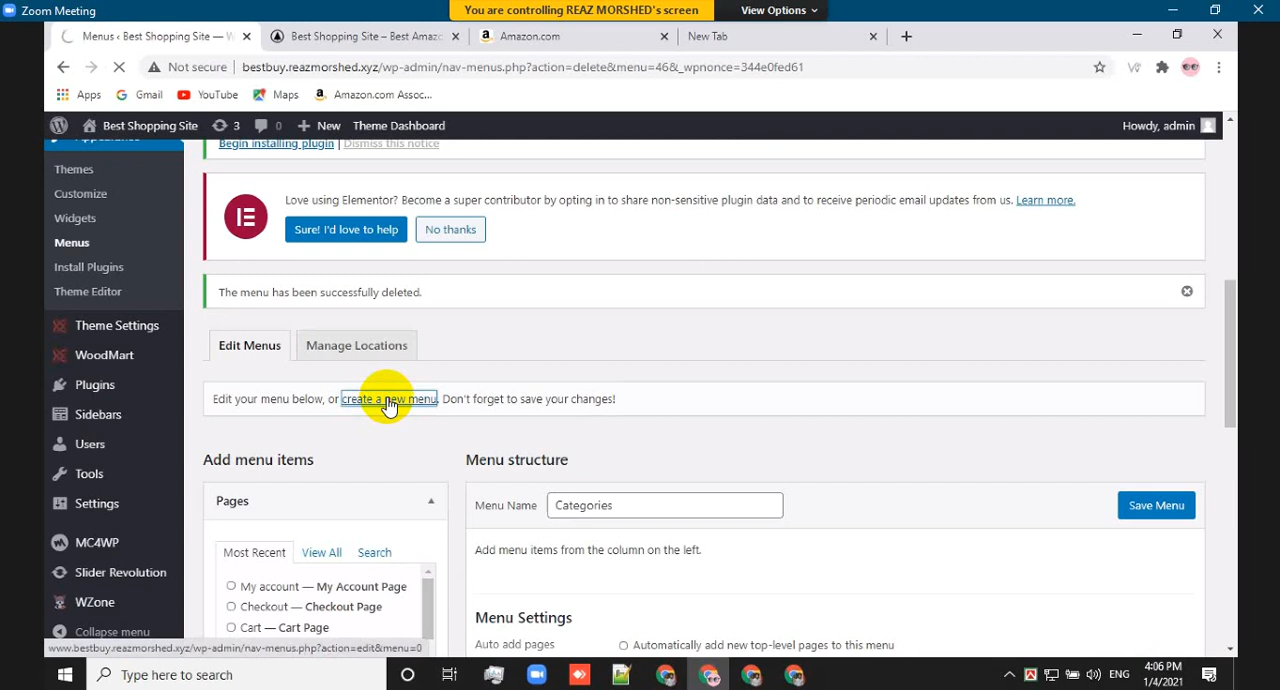 Zoom Meeting
You are controlling REAZ MORSHED's screen
View Options
Menus ‹ Best Shopping Site — W
Best Shopping Site – Best Amaz
Amazon.com
New Tab
Not secure
bestbuy.reazmorshed.xyz/wp-admin/nav-menus.php?action=delete&menu=46&_wpnonce=344e0fed61
Apps
Gmail
YouTube
Maps
Amazon.com Assoc...
Best Shopping Site
3
0
New
Theme Dashboard
Howdy, admin
Appearance
Begin installing plugin | Dismiss this notice
Themes
Customize
Widgets
Menus
Install Plugins
Theme Editor
Theme Settings
WoodMart
Plugins
Sidebars
Users
Tools
Settings
MC4WP
Slider Revolution
WZone
Collapse menu
Love using Elementor? Become a super contributor by opting in to share non-sensitive plugin data and to receive periodic email updates from us. Learn more.
Sure! I'd love to help
No thanks
The menu has been successfully deleted.
Edit Menus
Manage Locations
Edit your menu below, or create a new menu. Don't forget to save your changes!
Add menu items
Menu structure
Pages
Menu Name
Categories
Save Menu
Most Recent
View All
Search
Add menu items from the column on the left.
My account — My Account Page
Checkout — Checkout Page
Cart — Cart Page
Menu Settings
Auto add pages
Automatically add new top-level pages to this menu
www.bestbuy.reazmorshed.xyz/wp-admin/nav-menus.php?action=edit&menu=0
Type here to search
ENG
4:06 PM
1/4/2021